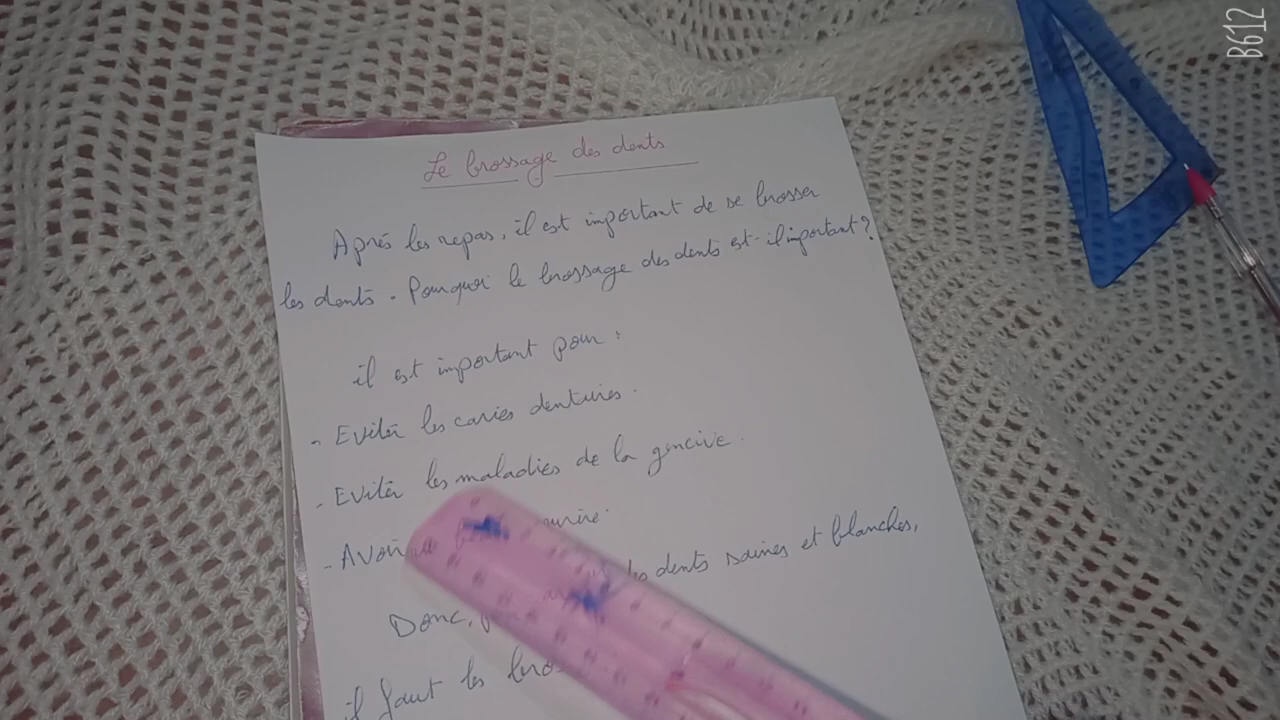 Le brossage des dents
Après les repas, il est important de se brosser
les dents. Pourquoi le brossage des dents est-il important ?
il est important pour :
- Eviter les caries dentaires.
- Eviter les maladies de la gencive.
- Avoir
Donc, les dents saines et blanches,
il faut les
B612